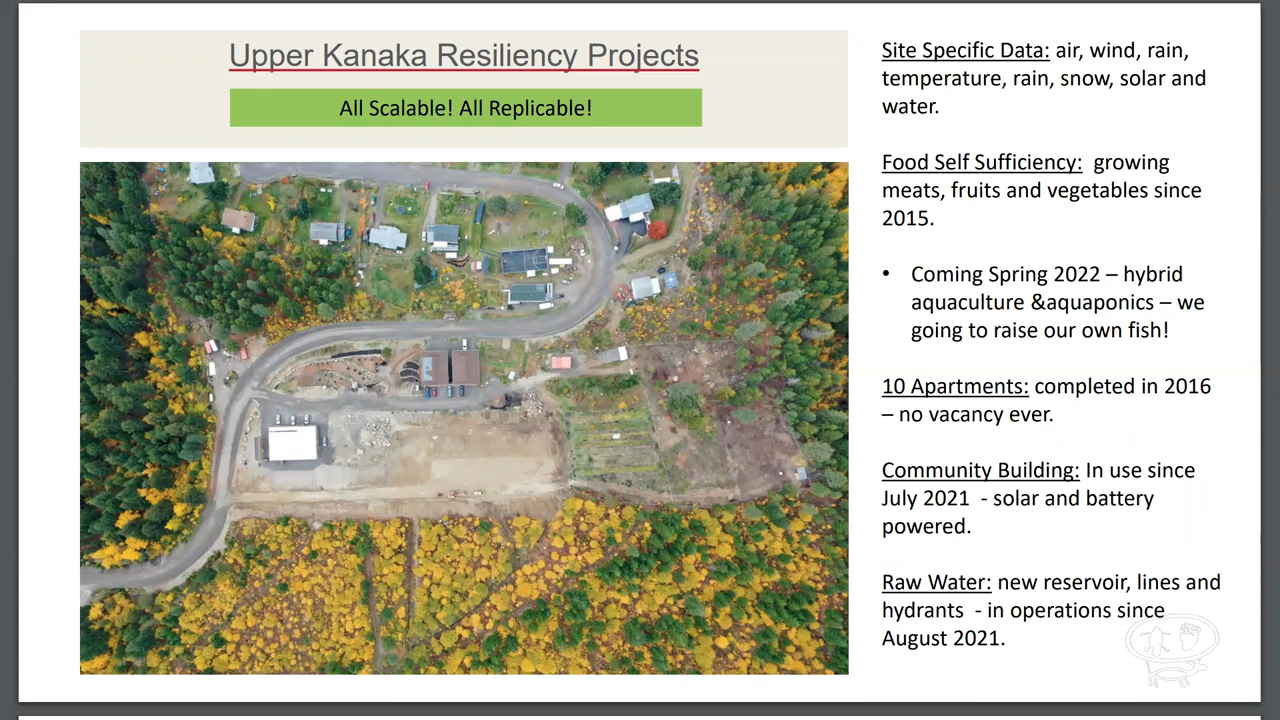 Upper Kanaka Resiliency Projects
All Scalable! All Replicable!
Site Specific Data: air, wind, rain,
temperature, rain, snow, solar and
water.
Food Self Sufficiency: growing
meats, fruits and vegetables since
2015.
• Coming Spring 2022 – hybrid
aquaculture &aquaponics – we
going to raise our own fish!
10 Apartments: completed in 2016
– no vacancy ever.
Community Building: In use since
July 2021 - solar and battery
powered.
Raw Water: new reservoir, lines and
hydrants - in operations since
August 2021.